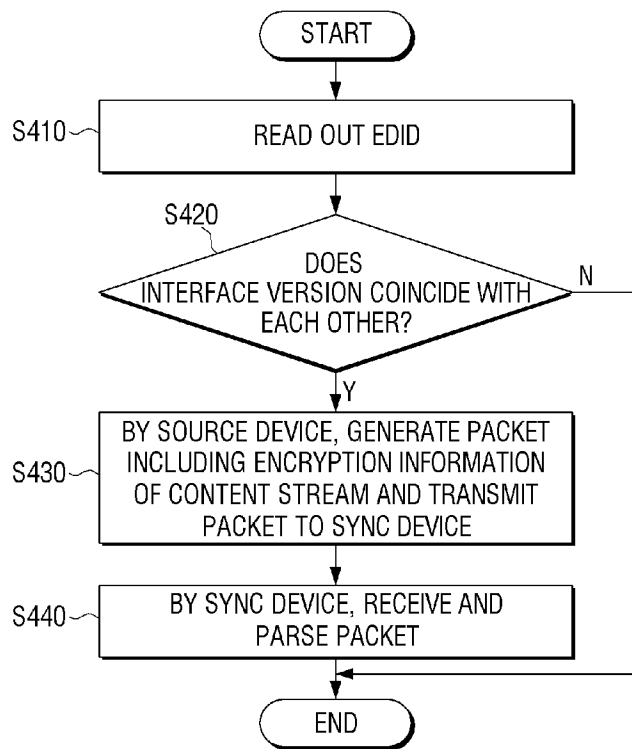 START
S410
READ OUT EDID
S420
DOES
INTERFACE VERSION COINCIDE WITH
EACH OTHER?
N
Y
S430
BY SOURCE DEVICE, GENERATE PACKET
INCLUDING ENCRYPTION INFORMATION
OF CONTENT STREAM AND TRANSMIT
PACKET TO SYNC DEVICE
S440
BY SYNC DEVICE, RECEIVE AND
PARSE PACKET
END